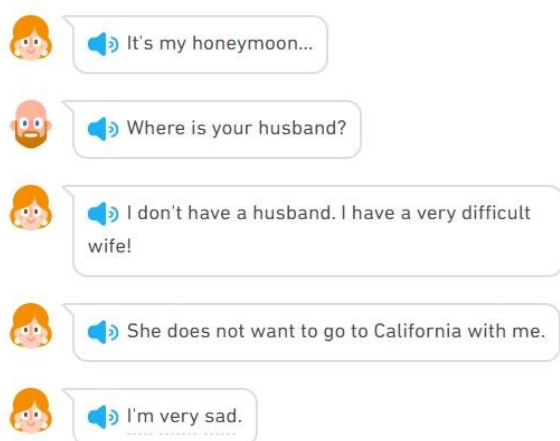 It's my honeymoon...
Where is your husband?
I don't have a husband. I have a very difficult
wife!
She does not want to go to California with me.
I'm very sad.